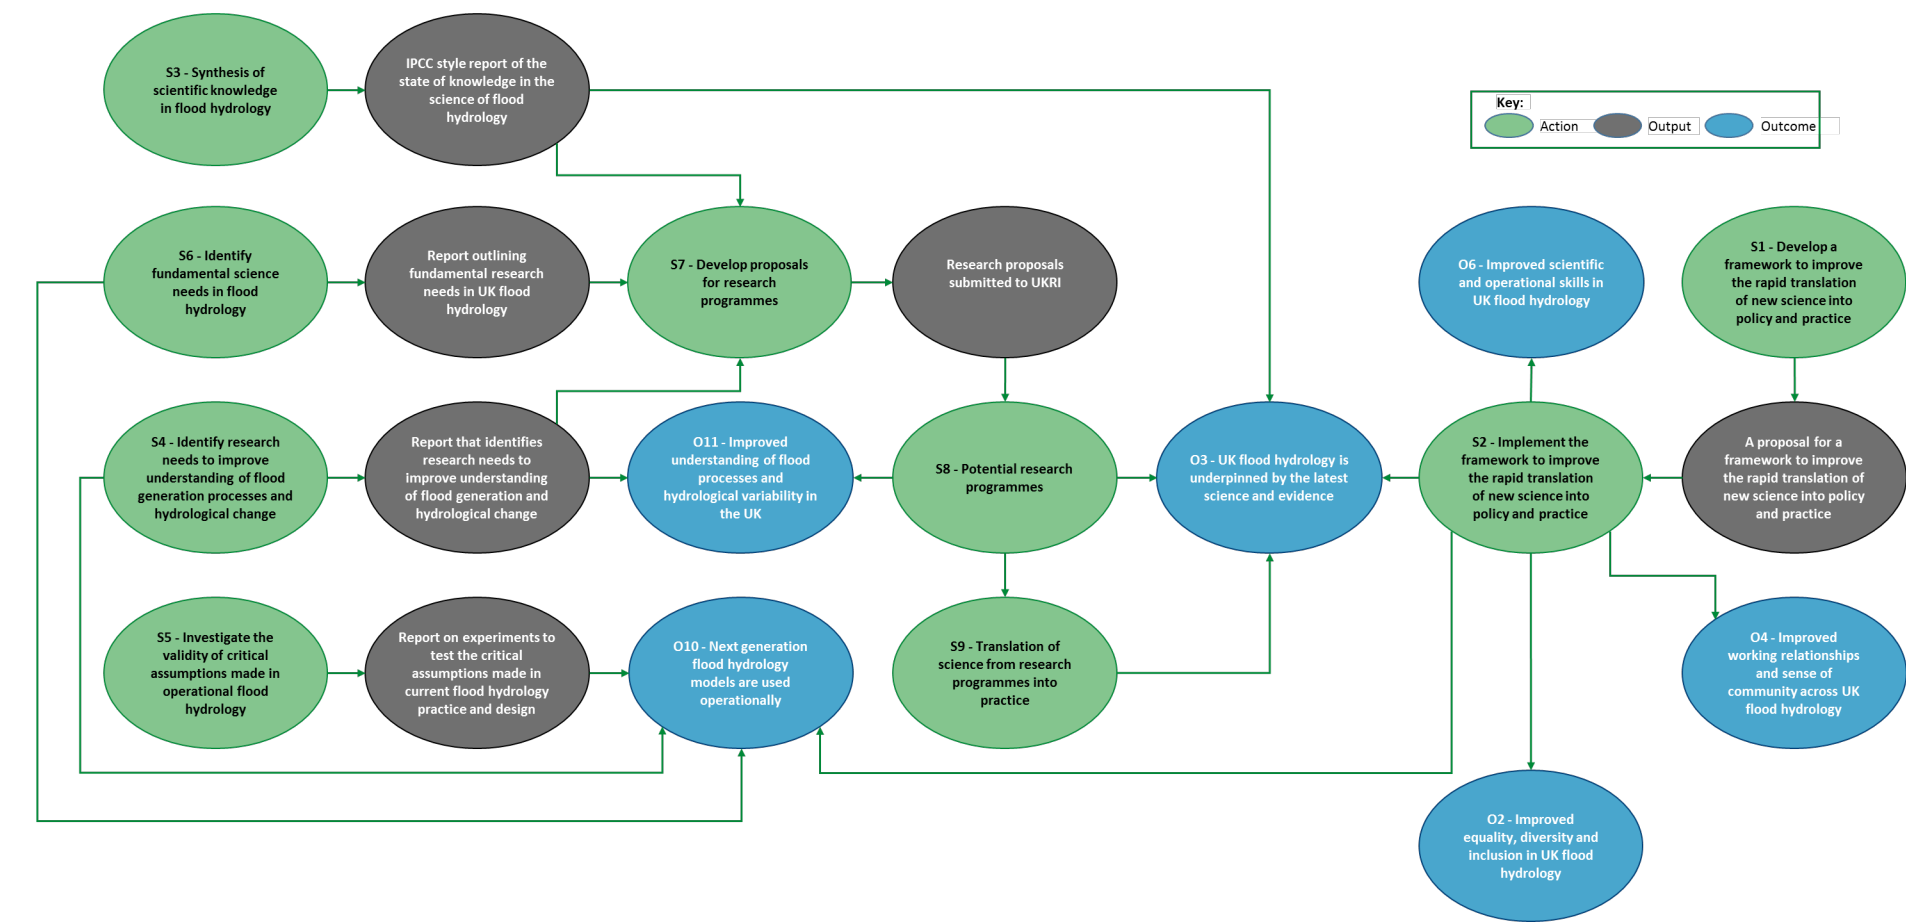 S3 - Synthesis of
scientific knowledge
in flood hydrology
IPCC style report of the
state of knowledge in the
science of flood
hydrology
Key:
Action
Output
Outcome
S6 - Identify
fundamental science
needs in flood
hydrology
Report outlining
fundamental research
needs in UK flood
hydrology
S7 - Develop proposals
for research
programmes
Research proposals
submitted to UKRI
O6 - Improved scientific
and operational skills in
UK flood hydrology
S1 - Develop a
framework to improve
the rapid translation
of new science into
policy and practice
S4 - Identify research
needs to improve
understanding of flood
generation processes and
hydrological change
Report that identifies
research needs to
improve understanding
of flood generation and
hydrological change
O11 - Improved
understanding of flood
processes and
hydrological variability in
the UK
S8 - Potential research
programmes
O3 - UK flood hydrology is
underpinned by the latest
science and evidence
S2 - Implement the
framework to improve
the rapid translation
of new science into
policy and practice
A proposal for a
framework to improve
the rapid translation of
new science into policy
and practice
S5 - Investigate the
validity of critical
assumptions made in
operational flood
hydrology
Report on experiments to
test the critical
assumptions made in
current flood hydrology
practice and design
O10 - Next generation
flood hydrology
models are used
operationally
S9 - Translation of
science from research
programmes into
practice
O4 - Improved
working relationships
and sense of
community across UK
flood hydrology
O2 - Improved
equality, diversity and
inclusion in UK flood
hydrology